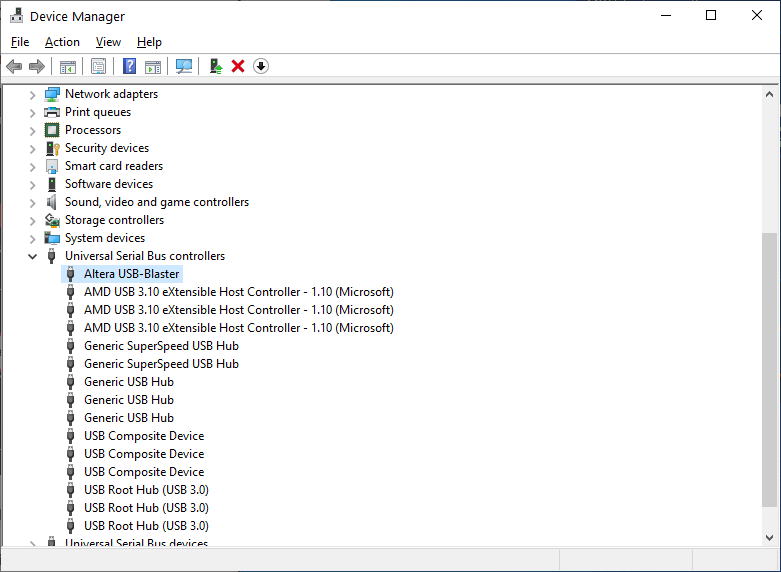 Device Manager
File Action View Help
Network adapters
Print queues
Processors
Security devices
Smart card readers
Software devices
Sound, video and game controllers
Storage controllers
System devices
Universal Serial Bus controllers
Altera USB-Blaster
AMD USB 3.10 eXtensible Host Controller - 1.10 (Microsoft)
AMD USB 3.10 eXtensible Host Controller - 1.10 (Microsoft)
AMD USB 3.10 eXtensible Host Controller - 1.10 (Microsoft)
Generic SuperSpeed USB Hub
Generic SuperSpeed USB Hub
Generic USB Hub
Generic USB Hub
Generic USB Hub
USB Composite Device
USB Composite Device
USB Composite Device
USB Root Hub (USB 3.0)
USB Root Hub (USB 3.0)
USB Root Hub (USB 3.0)
Universal Serial Bus devices